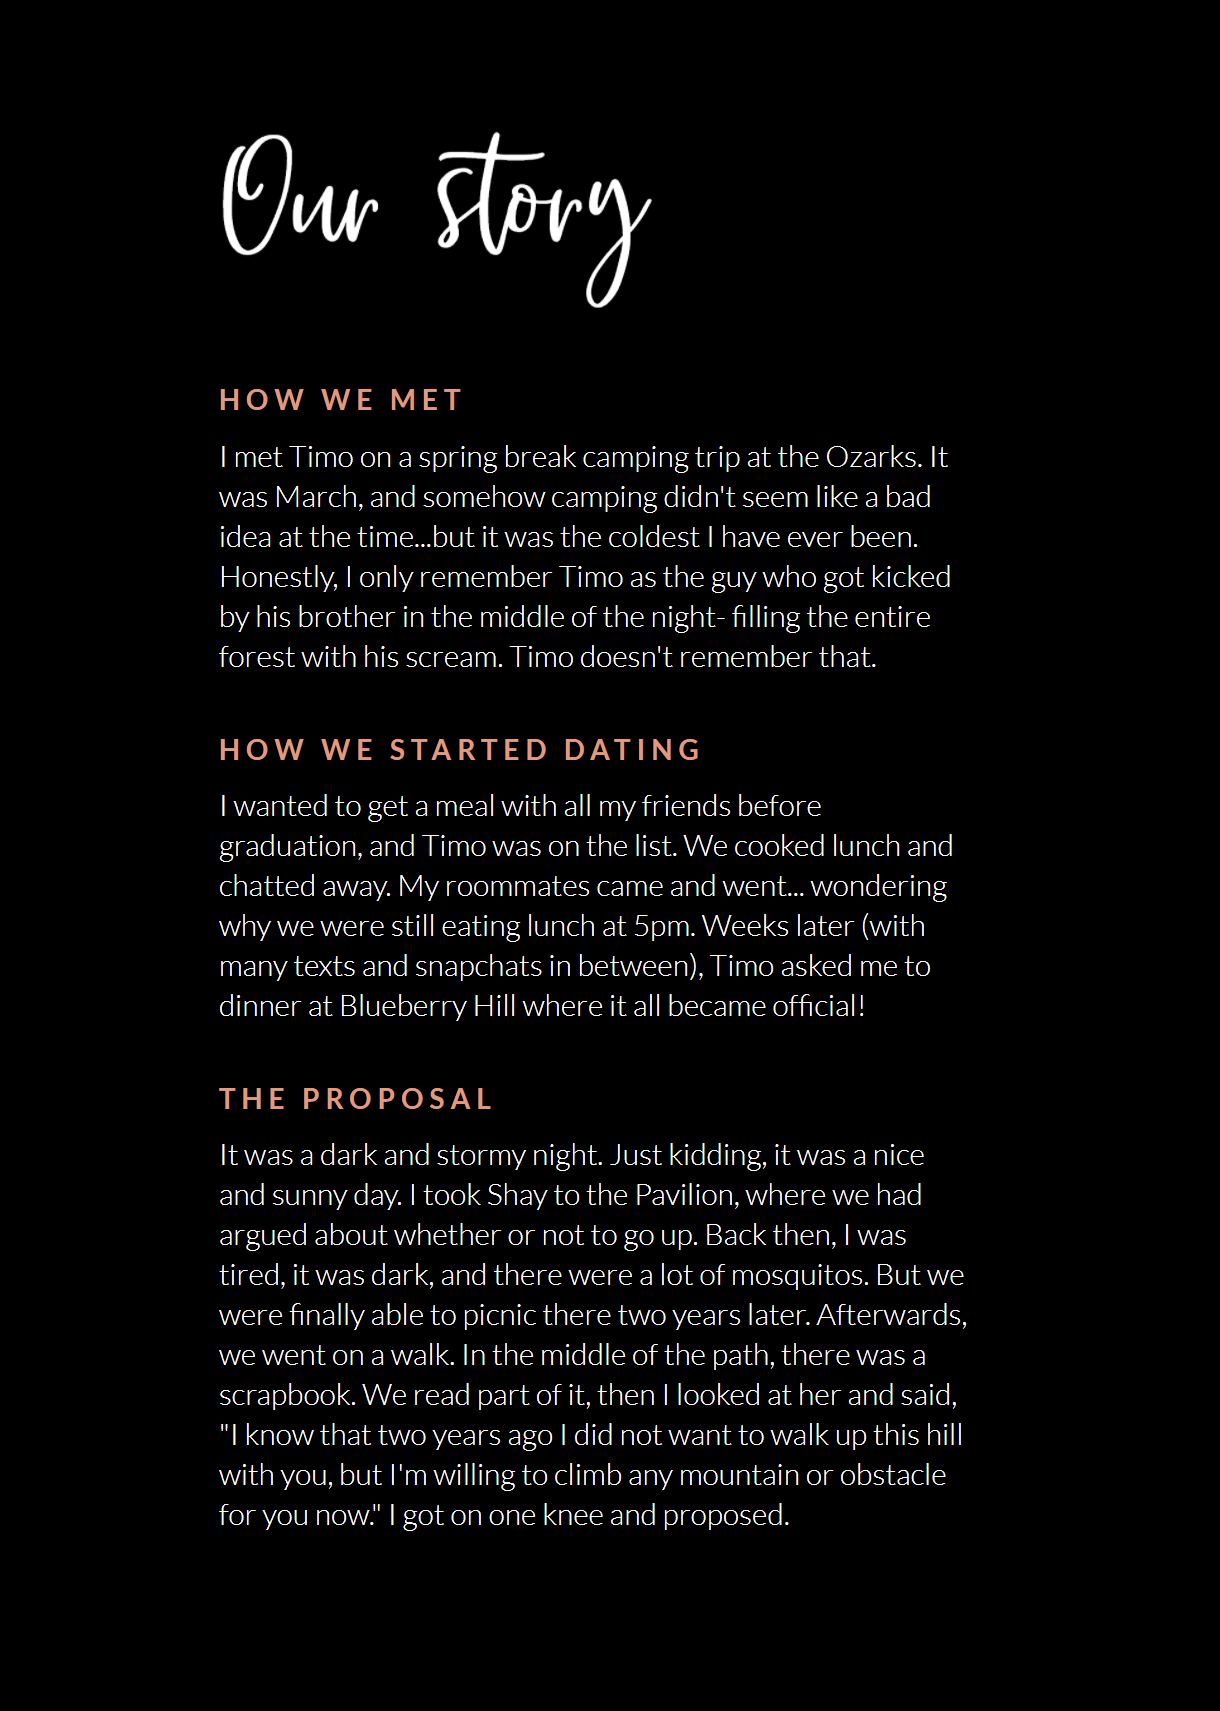 Our story
HOW WE MET
I met Timo on a spring break camping trip at the Ozarks. It
was March, and somehow camping didn't seem like a bad
idea at the time...but it was the coldest I have ever been.
Honestly, I only remember Timo as the guy who got kicked
by his brother in the middle of the night- filling the entire
forest with his scream. Timo doesn't remember that.
HOW WE STARTED DATING
I wanted to get a meal with all my friends before
graduation, and Timo was on the list. We cooked lunch and
chatted away. My roommates came and went... wondering
why we were still eating lunch at 5pm. Weeks later (with
many texts and snapchats in between), Timo asked me to
dinner at Blueberry Hill where it all became official!
THE PROPOSAL
It was a dark and stormy night. Just kidding, it was a nice
and sunny day. I took Shay to the Pavilion, where we had
argued about whether or not to go up. Back then, I was
tired, it was dark, and there were a lot of mosquitos. But we
were finally able to picnic there two years later. Afterwards,
we went on a walk. In the middle of the path, there was a
scrapbook. We read part of it, then I looked at her and said,
"I know that two years ago I did not want to walk up this hill
with you, but I'm willing to climb any mountain or obstacle
for you now." I got on one knee and proposed.